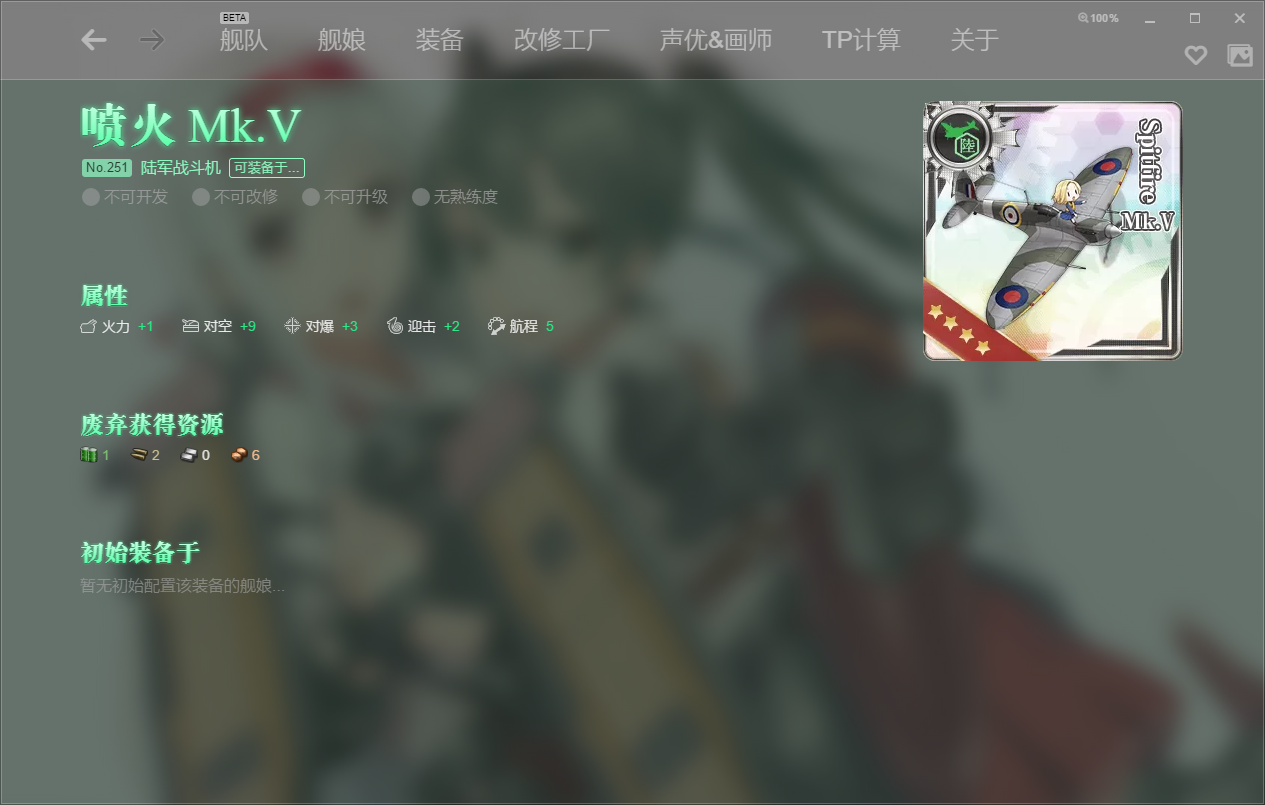 BETA
舰队 舰娘 装备 改修工厂 声优&画师 TP计算 关于
100%
喷火 Mk.V
No.251 陆军战斗机 可装备于...
不可开发 不可改修 不可升级 无熟练度
陸
Spitfire
Mk.V
属性
火力 +1 对空 +9 对爆 +3 迎击 +2 航程 5
废弃获得资源
1 2 0 6
初始装备于
暂无初始配置该装备的舰娘...